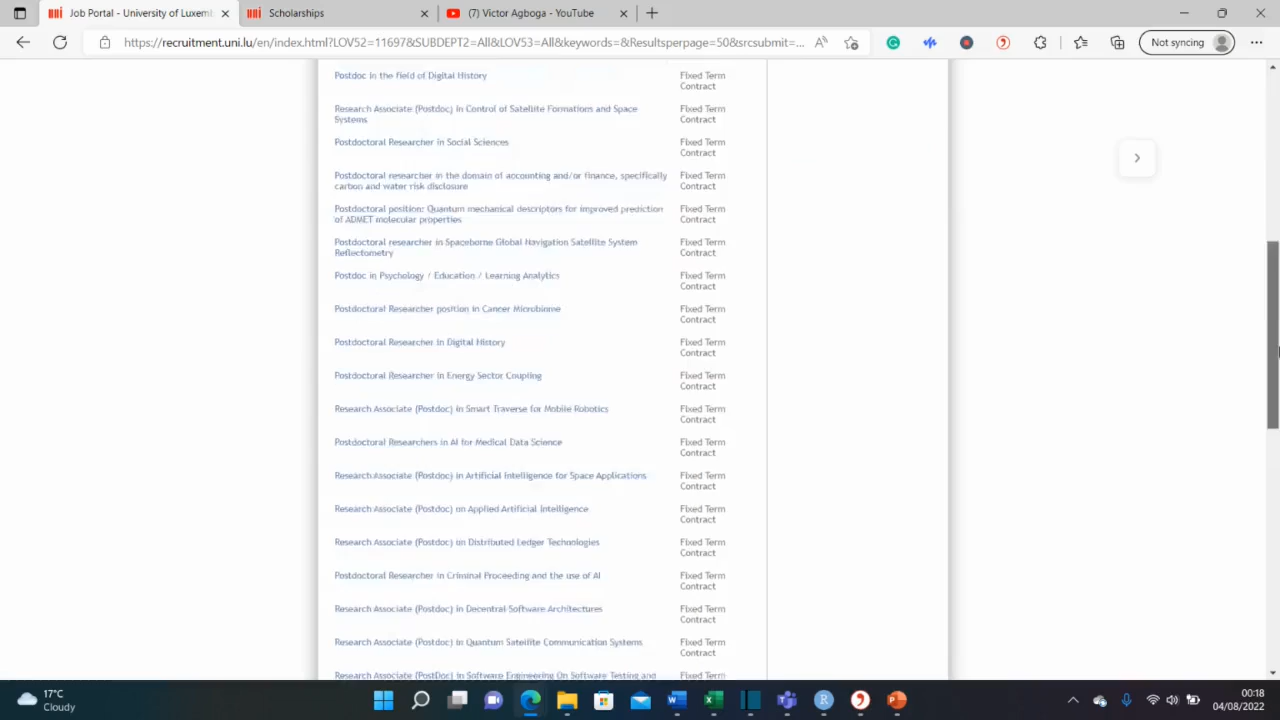 Job Portal - University of Luxem
Scholarships
(7) Victor Agboga - YouTube
https://recruitment.uni.lu/en/index.html?LOV52=11697&SUBDEPT2=All&LOV53=All&keywords=&Resultsperpage=50&srcsubmit=...
Not syncing
Postdoc in the field of Digital History
Fixed Term
Contract
Research Associate (Postdoc) in Control of Satellite Formations and Space
Systems
Fixed Term
Contract
Postdoctoral Researcher in Social Sciences
Fixed Term
Contract
Postdoctoral researcher in the domain of accounting and/or finance, specifically
carbon and water risk disclosure
Fixed Term
Contract
Postdoctoral position: Quantum mechanical descriptors for improved prediction
of ADMET molecular properties
Fixed Term
Contract
Postdoctoral researcher in Spaceborne Global Navigation Satellite System
Reflectometry
Fixed Term
Contract
Postdoc in Psychology / Education / Learning Analytics
Fixed Term
Contract
Postdoctoral Researcher position in Cancer Microbiome
Fixed Term
Contract
Postdoctoral Researcher in Digital History
Fixed Term
Contract
Postdoctoral Researcher in Energy Sector Coupling
Fixed Term
Contract
Research Associate (Postdoc) in Smart Traverse for Mobile Robotics
Fixed Term
Contract
Postdoctoral Researchers in AI for Medical Data Science
Fixed Term
Contract
Research Associate (Postdoc) in Artificial Intelligence for Space Applications
Fixed Term
Contract
Research Associate (Postdoc) on Applied Artificial Intelligence
Fixed Term
Contract
Research Associate (Postdoc) on Distributed Ledger Technologies
Fixed Term
Contract
Postdoctoral Researcher in Criminal Proceeding and the use of AI
Fixed Term
Contract
Research Associate (Postdoc) in Decentral Software Architectures
Fixed Term
Contract
Research Associate (Postdoc) in Quantum Satellite Communication Systems
Fixed Term
Contract
Research Associate (PostDoc) in Software Engineering On Software Testing and
Fixed Term
17°C
Cloudy
00:18
04/08/2022